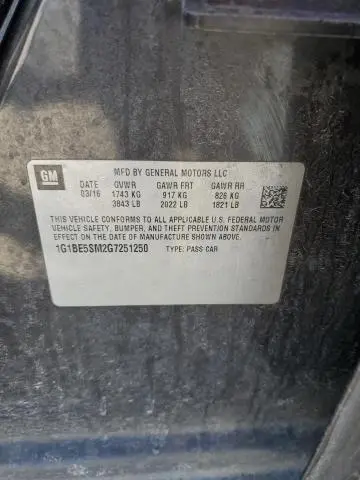 GM
MFD BY GENERAL MOTORS LLC
DATE GVWR GAWR FRT GAWR RR
03/16 1743 KG 917 KG 826 KG
3843 LB 2022 LB 1821 LB
THIS VEHICLE CONFORMS TO ALL APPLICABLE U.S. FEDERAL MOTOR
VEHICLE SAFETY, BUMPER, AND THEFT PREVENTION STANDARDS IN
EFFECT ON THE DATE OF MANUFACTURE SHOWN ABOVE.
1G1BE5SM2G7251250 TYPE: PASS CAR